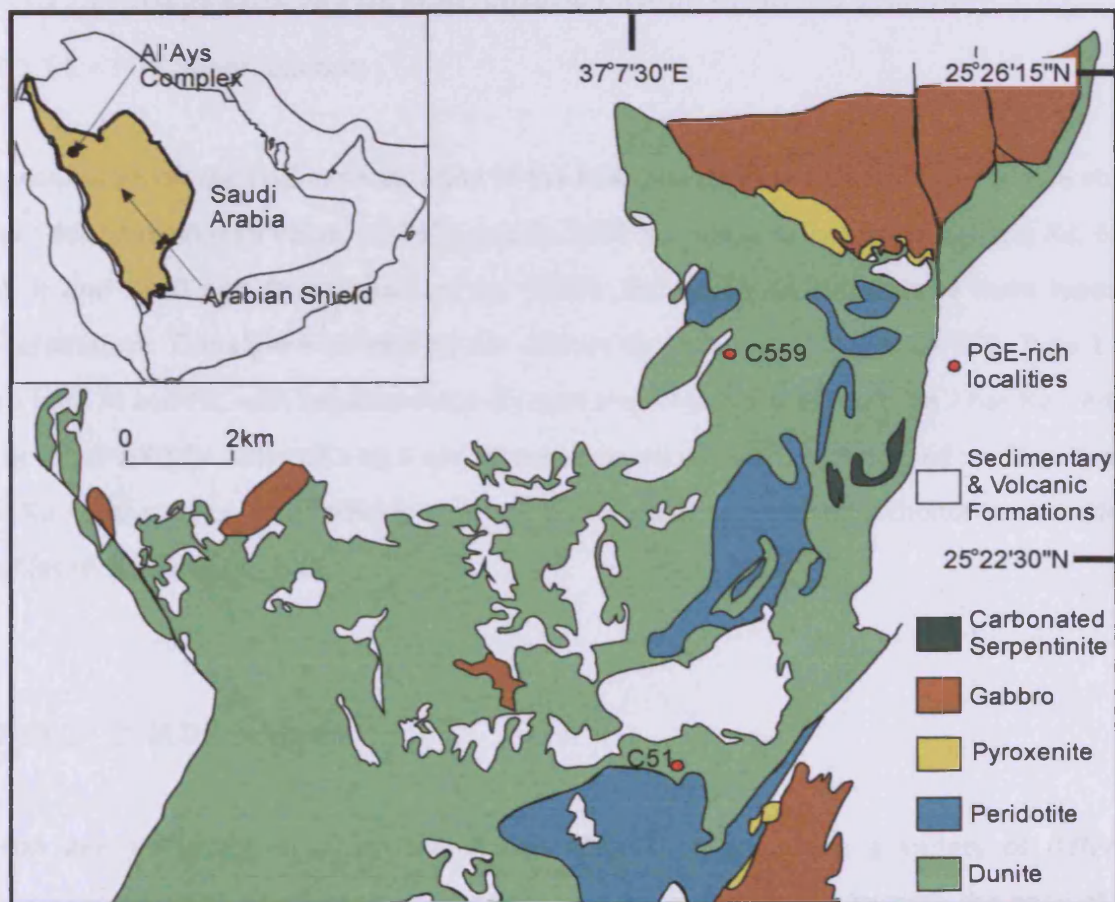 Al'Ays
Complex
Saudi
Arabia
Arabian Shield
37°7'30"E
25°26'15"N
0 2km
C559
PGE-rich
localities
Sedimentary
& Volcanic
Formations
25°22'30"N
Carbonated
Serpentinite
Gabbro
Pyroxenite
C51
Peridotite
Dunite